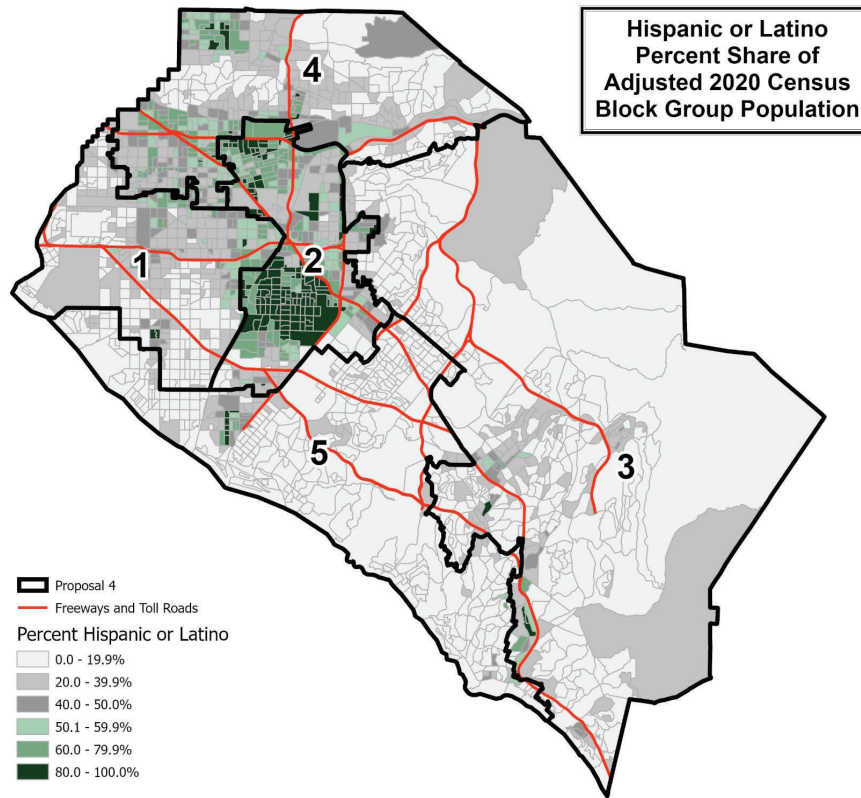 Hispanic or Latino
Percent Share of
Adjusted 2020 Census
Block Group Population
4
1
2
5
3
Proposal 4
Freeways and Toll Roads
Percent Hispanic or Latino
0.0 - 19.9%
20.0 - 39.9%
40.0 - 50.0%
50.1 - 59.9%
60.0 - 79.9%
80.0 - 100.0%